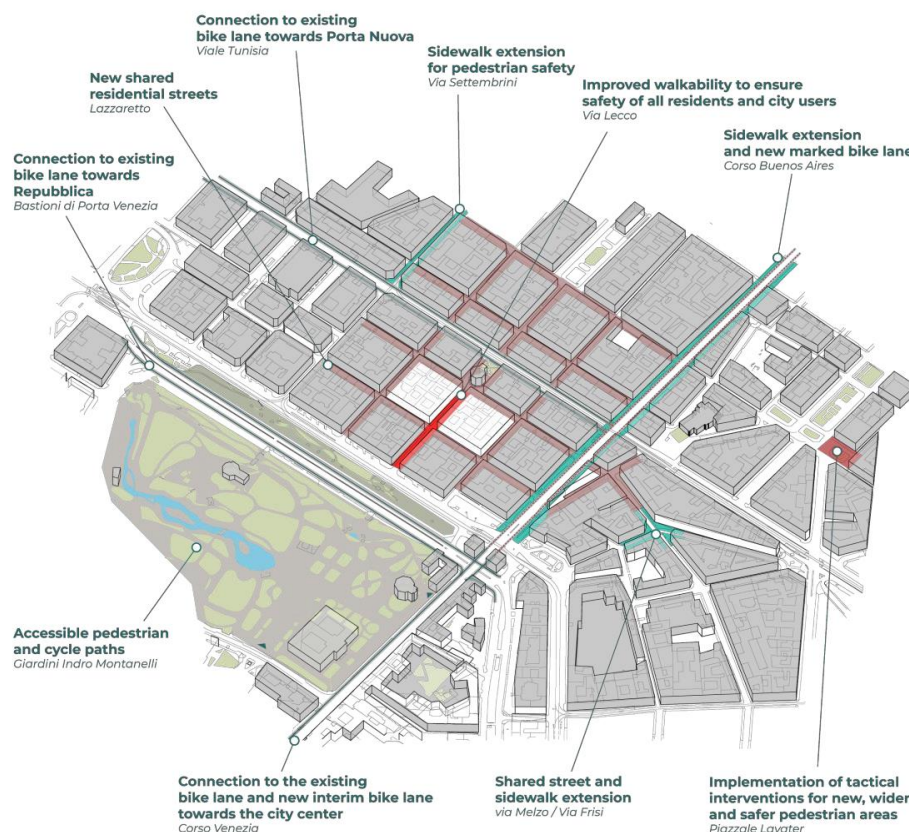 Connection to existing
bike lane towards Porta Nuova
Viale Tunisia
Sidewalk extension
for pedestrian safety
Via Settembrini
New shared
residential streets
Lazzaretto
Improved walkability to ensure
safety of all residents and city users
Via Lecco
Sidewalk extension
and new marked bike lane
Corso Buenos Aires
Connection to existing
bike lane towards
Repubblica
Bastioni di Porta Venezia
Accessible pedestrian
and cycle paths
Giardini Indro Montanelli
Connection to the existing
bike lane and new interim bike lane
towards the city center
Corso Venezia
Shared street and
sidewalk extension
via Melzo / Via Frisi
Implementation of tactical
interventions for new, wider
and safer pedestrian areas
Piazzale Lavater